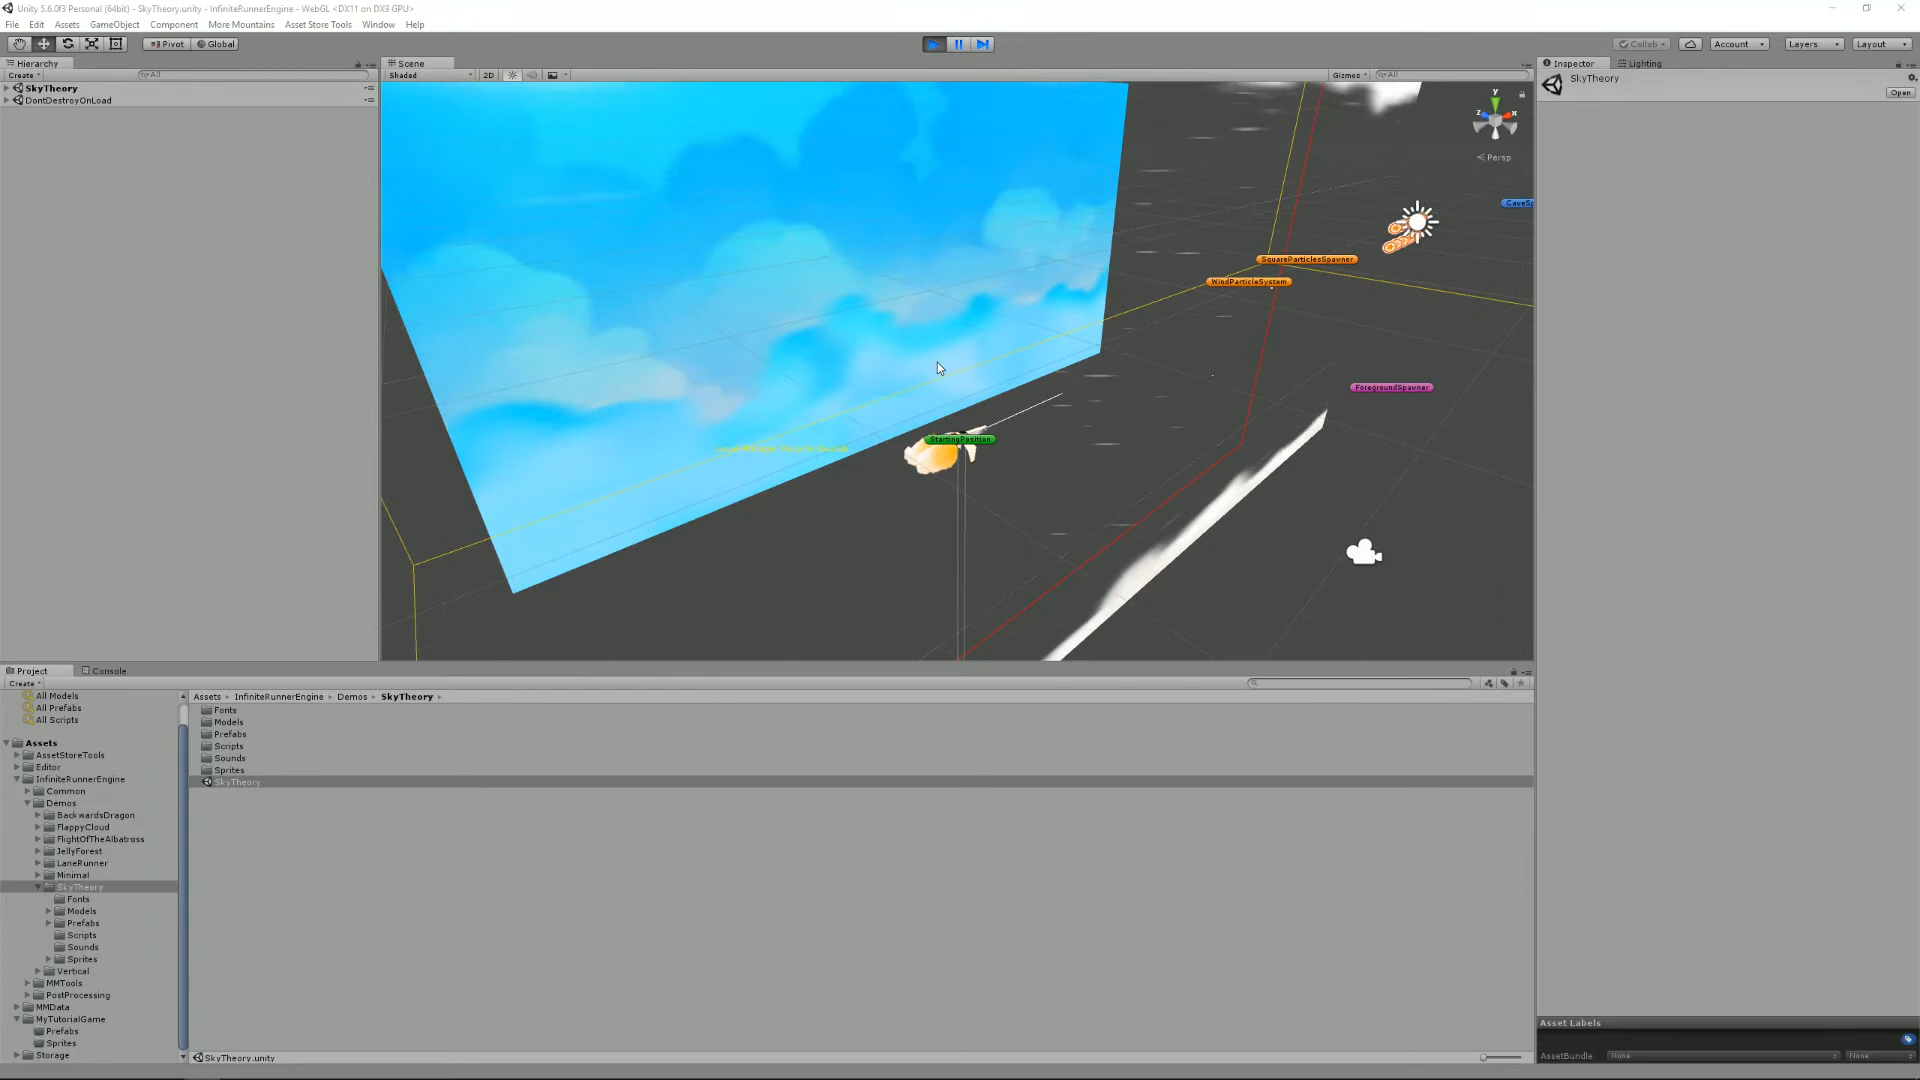 Unity 5.6.0f3 Personal (64bit) - SkyTheory.unity - InfiniteRunnerEngine - WebGL <DX11 on DX9 GPU>
File Edit Assets GameObject Component More Mountains Asset Store Tools Window Help
Pivot Global Collab Account Layers Layout
Hierarchy
Create All
SkyTheory
DontDestroyOnLoad
Scene
Shaded 2D Gizmos All
y
z x
Persp
CaveSp
SquareParticlesSpawner
WindParticleSystem
ForegroundSpawner
StartingPosition
Inspector Lighting
SkyTheory
Open
Project Console
Create
All Models
All Prefabs
All Scripts
Assets
AssetStoreTools
Editor
InfiniteRunnerEngine
Common
Demos
BackwardsDragon
FlappyCloud
FlightOfTheAlbatross
JellyForest
LaneRunner
Minimal
SkyTheory
Fonts
Models
Prefabs
Scripts
Sounds
Sprites
Vertical
MMTools
PostProcessing
MMData
MyTutorialGame
Prefabs
Sprites
Storage
Assets InfiniteRunnerEngine Demos SkyTheory
Fonts
Models
Prefabs
Scripts
Sounds
Sprites
SkyTheory
SkyTheory.unity
Asset Labels
AssetBundle None None